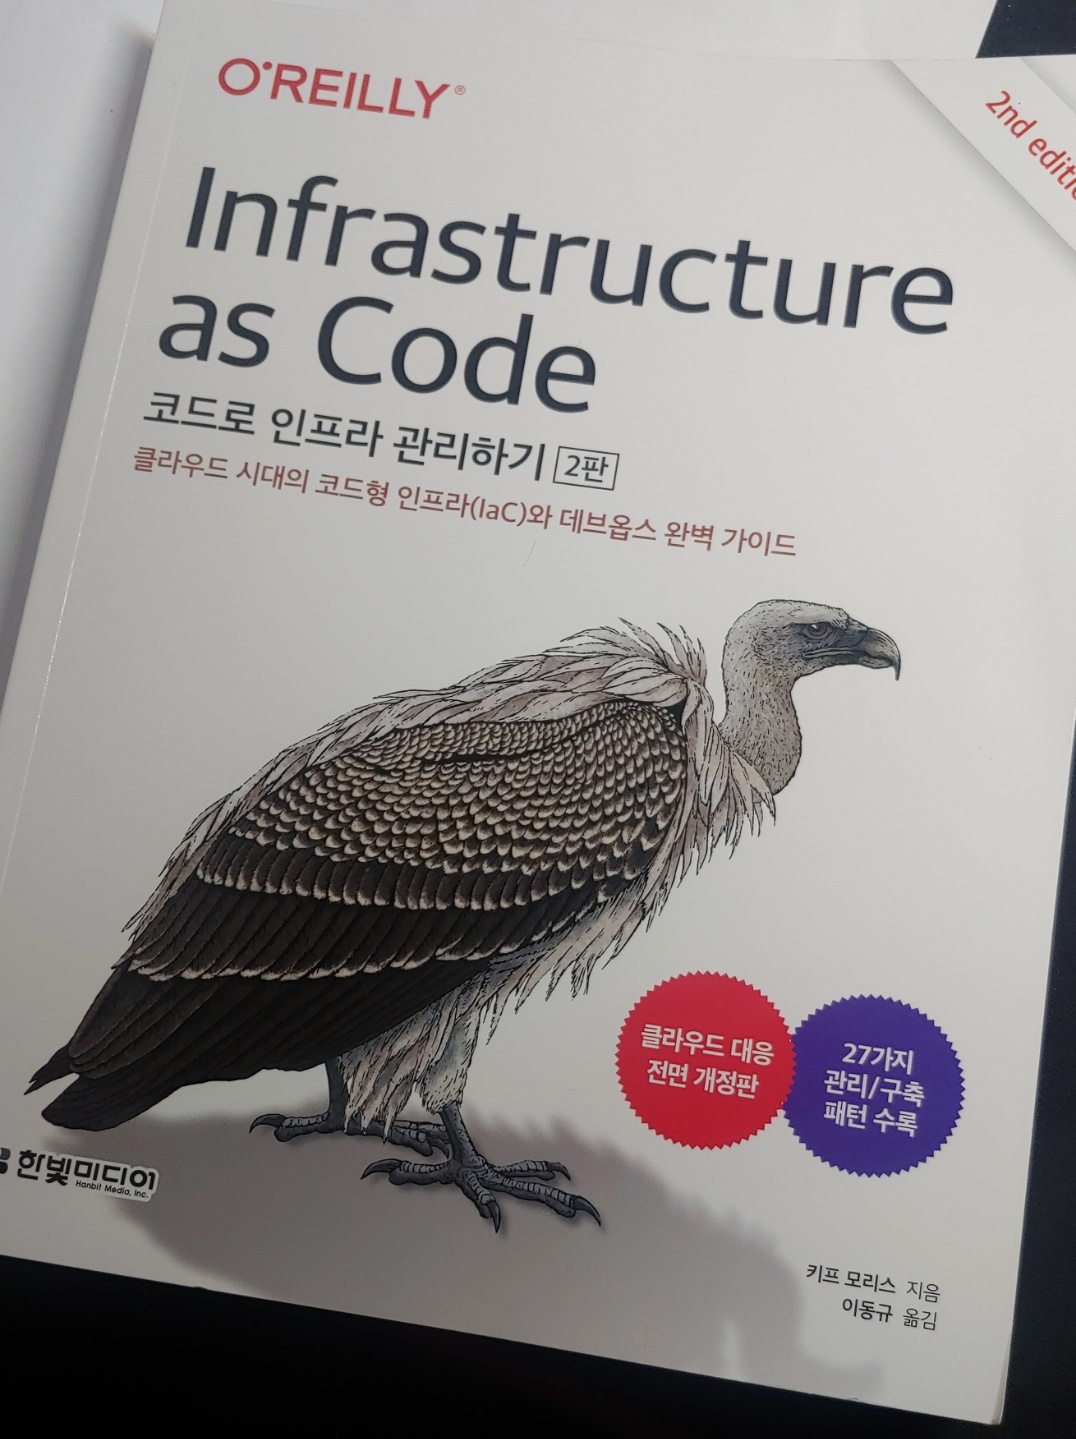 O'REILLY®
2nd editi
Infrastructure
as Code
코드로 인프라 관리하기 2판
클라우드 시대의 코드형 인프라(IaC)와 데브옵스 완벽 가이드
클라우드 대응
전면 개정판
27가지
관리/구축
패턴 수록
한빛미디어
Hanbit Media, Inc.
키프 모리스 지음
이동규 옮김